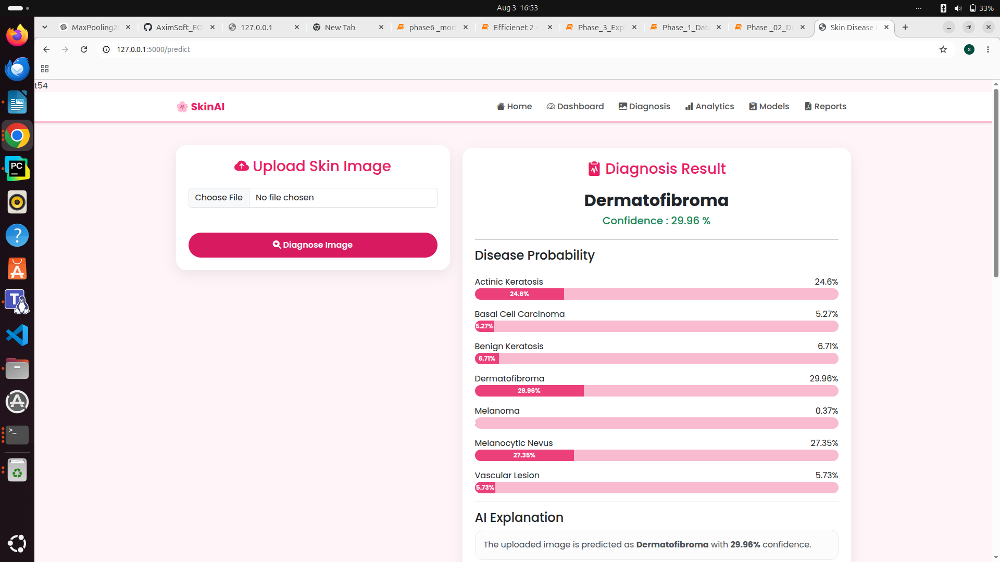 Aug 3 16:53
33%
MaxPooling2
AximSoft_EO
127.0.0.1
New Tab
phase6 _mod
Efficienet 2 -
Phase_3_Expl
Phase_1_Data
Phase _02_Da
Skin Disease
127.0.0.1:5000/predict
S
t54
SkinAI
Home
Dashboard
Diagnosis
Analytics
Models
Reports
Upload Skin Image
Choose File
No file chosen
Diagnose Image
Diagnosis Result
Dermatofibroma
Confidence : 29.96 %
Disease Probability
Actinic Keratosis 24.6%
24.6%
Basal Cell Carcinoma 5.27%
5.27%
Benign Keratosis 6.71%
6.71%
Dermatofibroma 29.96%
29.96%
Melanoma 0.37%
Melanocytic Nevus 27.35%
27.35%
Vascular Lesion 5.73%
5.73%
AI Explanation
The uploaded image is predicted as Dermatofibroma with 29.96% confidence.